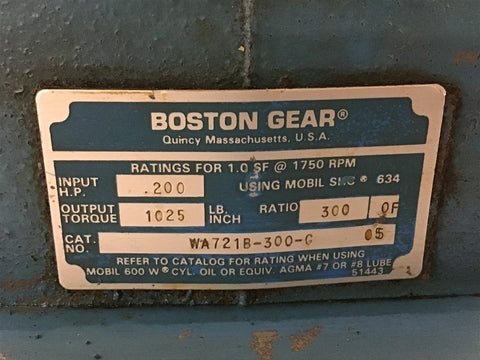 BOSTON GEAR®
Quincy Massachusetts, U.S.A.
RATINGS FOR 1.0 SF @ 1750 RPM
INPUT H.P. .200 USING MOBIL SHC® 634
OUTPUT TORQUE 1025 LB. INCH RATIO 300 OF
CAT. NO. WA721B-300-G 05
REFER TO CATALOG FOR RATING WHEN USING
MOBIL 600 W® CYL. OIL OR EQUIV. AGMA #7 OR #8 LUBE
51443